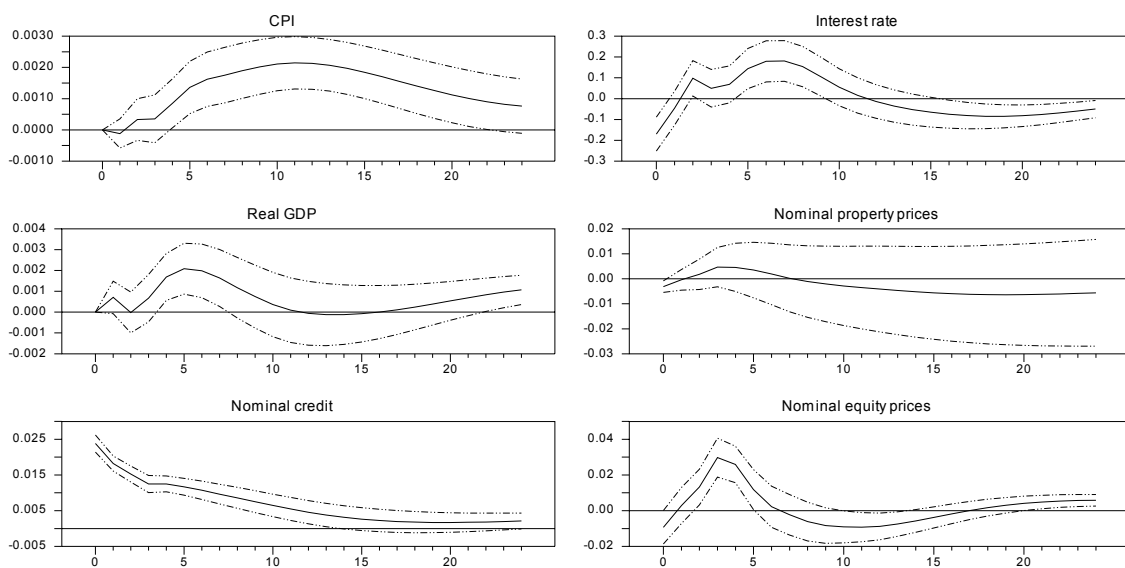 CPI
0.0030
0.0020
0.0010
0.0000
-0.0010
0 5 10 15 20
Interest rate
0.3
0.2
0.1
0.0
-0.1
-0.2
-0.3
0 5 10 15 20
Real GDP
0.004
0.003
0.002
0.001
0.000
-0.001
-0.002
0 5 10 15 20
Nominal property prices
0.02
0.01
0.00
-0.01
-0.02
-0.03
0 5 10 15 20
Nominal credit
0.025
0.015
0.005
-0.005
0 5 10 15 20
Nominal equity prices
0.04
0.02
0.00
-0.02
0 5 10 15 20